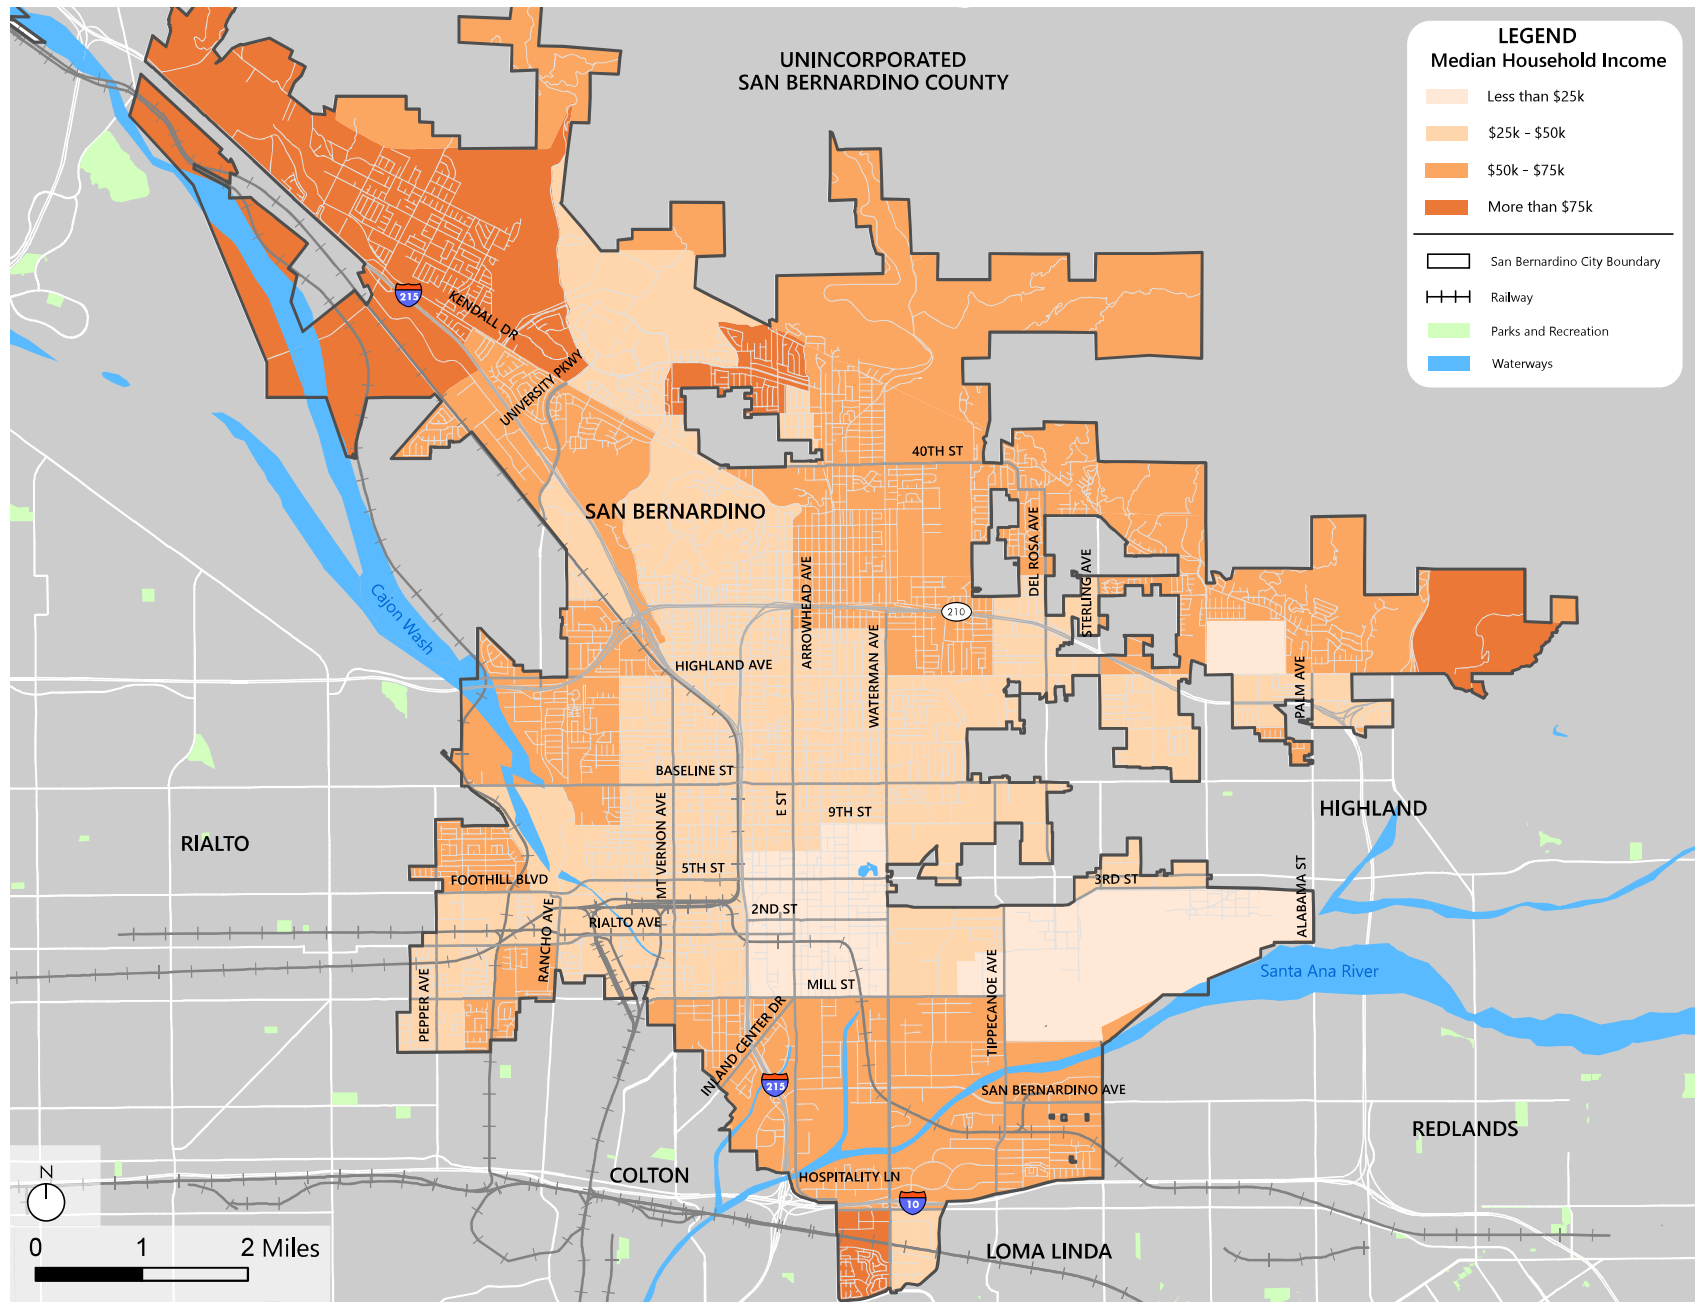 UNINCORPORATED
SAN BERNARDINO COUNTY
LEGEND
Median Household Income
Less than $25k
$25k - $50k
$50k - $75k
More than $75k
San Bernardino City Boundary
Railway
Parks and Recreation
Waterways
215
KENDALL DR
UNIVERSITY PKWY
40TH ST
SAN BERNARDINO
DEL ROSA AVE
STERLING AVE
ARROWHEAD AVE
Cajon Wash
210
WATERMAN AVE
HIGHLAND AVE
PALM AVE
BASELINE ST
E ST
9TH ST
HIGHLAND
MT VERNON AVE
RIALTO
5TH ST
FOOTHILL BLVD
3RD ST
ALABAMA ST
2ND ST
RIALTO AVE
RANCHO AVE
Santa Ana River
MILL ST
PEPPER AVE
TIPPECANOE AVE
INLAND CENTER DR
215
SAN BERNARDINO AVE
REDLANDS
COLTON
HOSPITALITY LN
10
LOMA LINDA
N
0 1 2 Miles